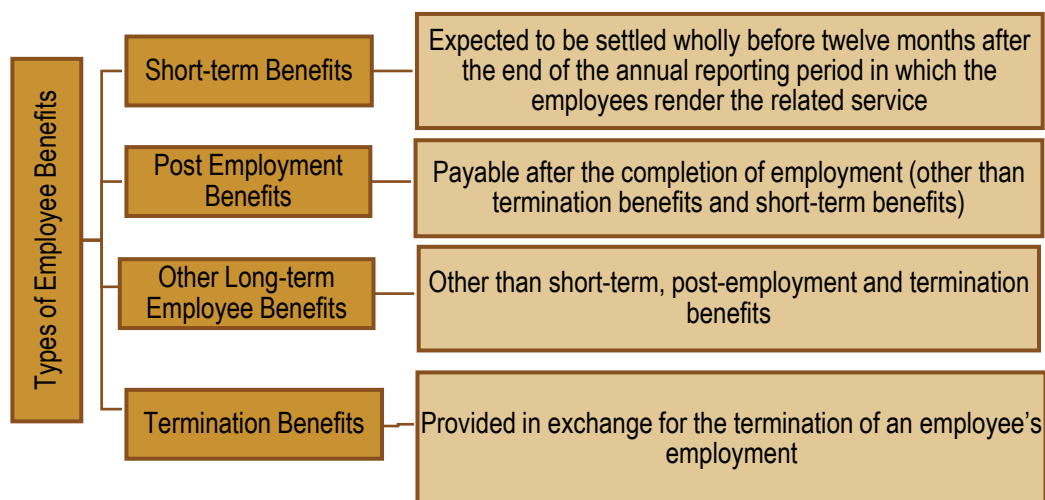 Types of Employee Benefits
Short-term Benefits
Expected to be settled wholly before twelve months after
the end of the annual reporting period in which the
employees render the related service
Post Employment
Benefits
Payable after the completion of employment (other than
termination benefits and short-term benefits)
Other Long-term
Employee Benefits
Other than short-term, post-employment and termination
benefits
Termination Benefits
Provided in exchange for the termination of an employee's
employment